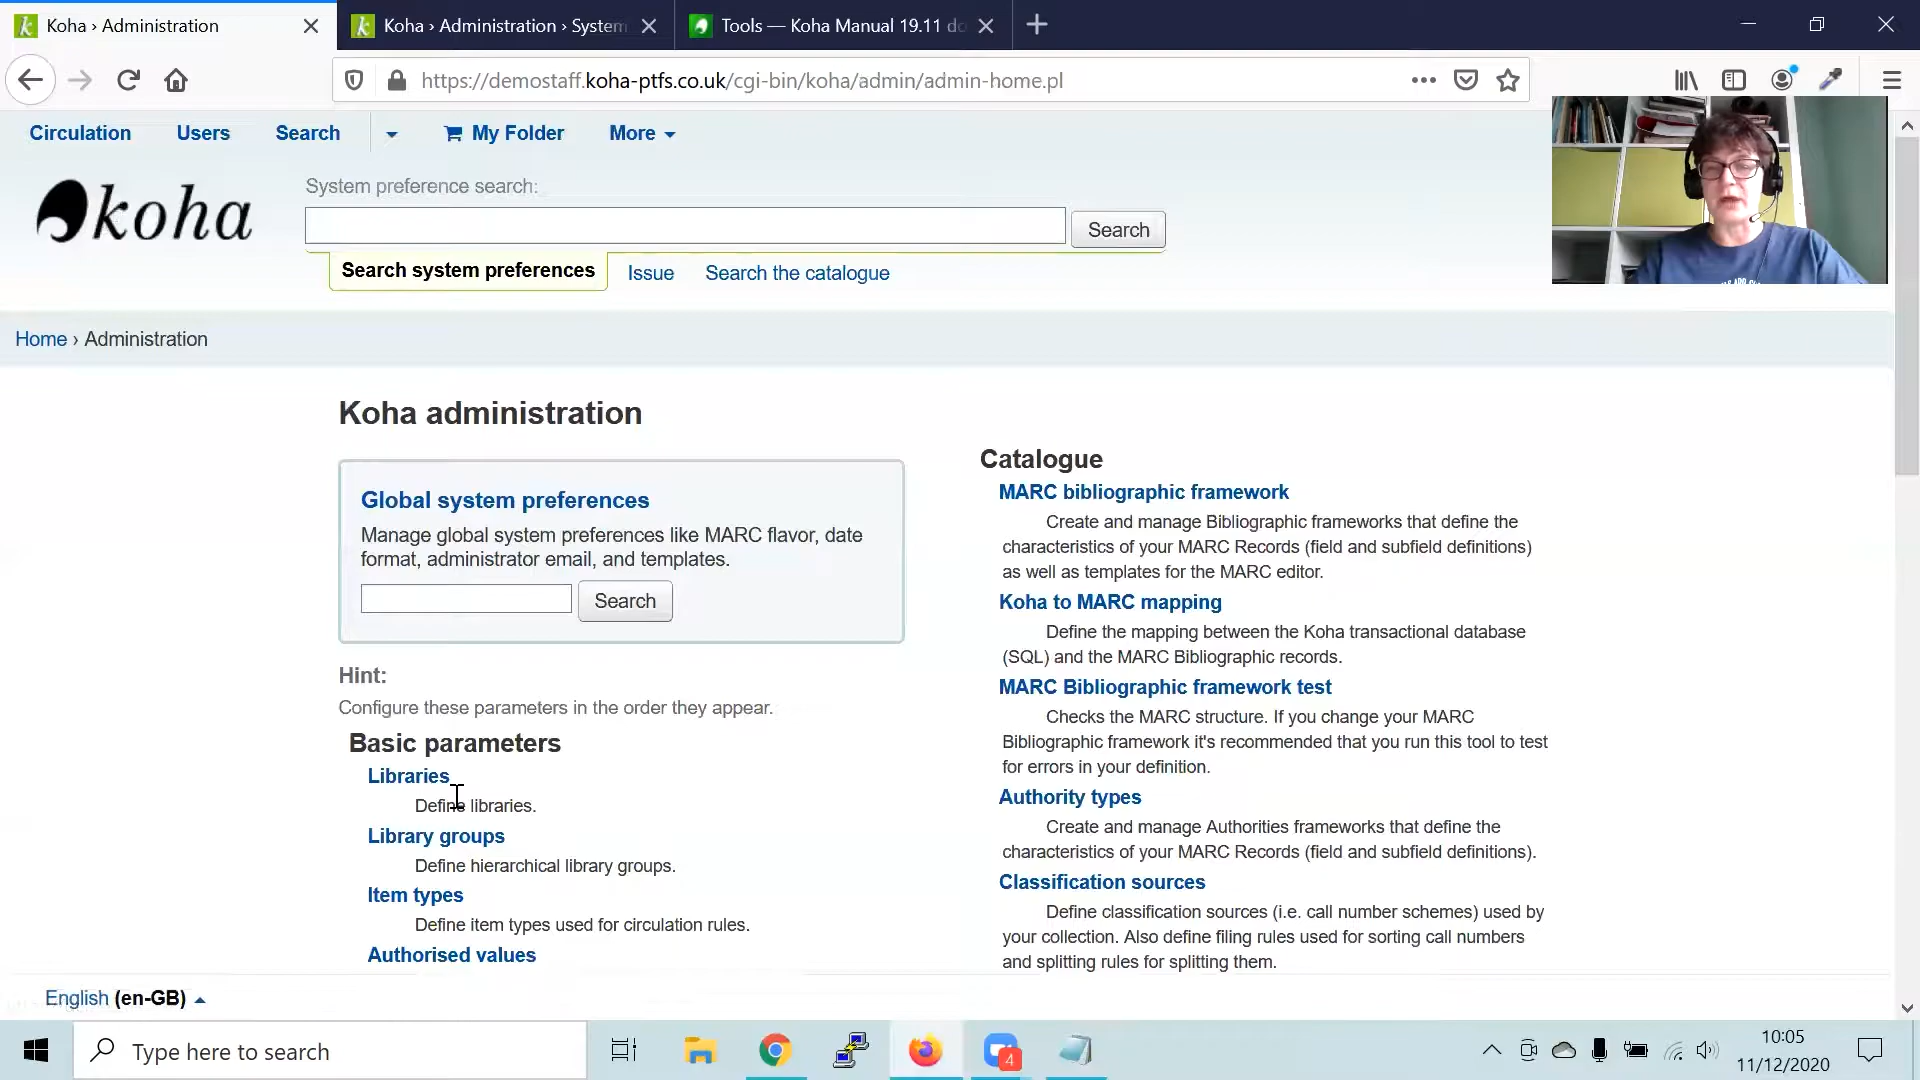 Koha › Administration
Koha › Administration › System
Tools — Koha Manual 19.11 do
https://demostaff.koha-ptfs.co.uk/cgi-bin/koha/admin/admin-home.pl
Circulation Users Search My Folder More
koha
System preference search:
Search
Search system preferences Issue Search the catalogue
Home › Administration
Koha administration
Global system preferences
Manage global system preferences like MARC flavor, date
format, administrator email, and templates.
Search
Hint:
Configure these parameters in the order they appear.
Basic parameters
Libraries
Define libraries.
Library groups
Define hierarchical library groups.
Item types
Define item types used for circulation rules.
Authorised values
Catalogue
MARC bibliographic framework
Create and manage Bibliographic frameworks that define the
characteristics of your MARC Records (field and subfield definitions)
as well as templates for the MARC editor.
Koha to MARC mapping
Define the mapping between the Koha transactional database
(SQL) and the MARC Bibliographic records.
MARC Bibliographic framework test
Checks the MARC structure. If you change your MARC
Bibliographic framework it's recommended that you run this tool to test
for errors in your definition.
Authority types
Create and manage Authorities frameworks that define the
characteristics of your MARC Records (field and subfield definitions).
Classification sources
Define classification sources (i.e. call number schemes) used by
your collection. Also define filing rules used for sorting call numbers
and splitting rules for splitting them.
English (en-GB)
Type here to search
4
10:05
11/12/2020